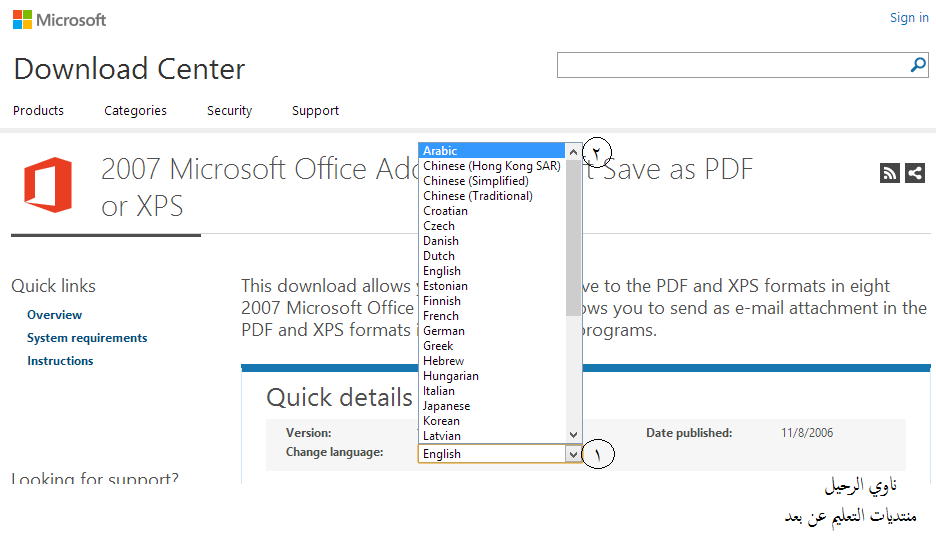 Microsoft
Sign in
Download Center
Products Categories Security Support
2007 Microsoft Office Add t Save as PDF
or XPS
Arabic
Chinese (Hong Kong SAR)
Chinese (Simplified)
Chinese (Traditional)
Croatian
Czech
Danish
Dutch
English
Estonian
Finnish
French
German
Greek
Hebrew
Hungarian
Italian
Japanese
Korean
Latvian
٢
Quick links
Overview
System requirements
Instructions
This download allows y ve to the PDF and XPS formats in eight
2007 Microsoft Office ows you to send as e-mail attachment in the
PDF and XPS formats i programs.
Quick details
Version: Date published: 11/8/2006
Change language: English
١
Looking for support?
ناوي الرحيل
منتديات التعليم عن بعد